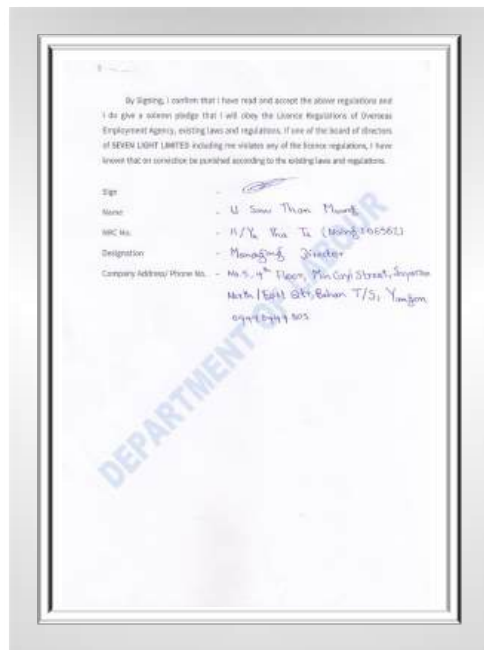 By Signing, I confirm that I have read and accept the above regulations and
I do give a solemn pledge that I will obey the Licence Regulations of Overseas
Employment Agency, existing laws and regulations. If one of the board of directors
of SEVEN LIGHT LIMITED including me violates any of the licence regulations, I have
known that on conviction be punished according to the existing laws and regulations.
Sign -
Name - U Saw Than Maung
NRC No. - 11/Ya Tha Ta (Naing)
Designation - Managing Director
Company Address/ Phone No. - No 5, 4th Floor, Min Gyi Street,
North/East Qtr, Bahan T/S, Yangon
DEPARTMENT OF LABOUR